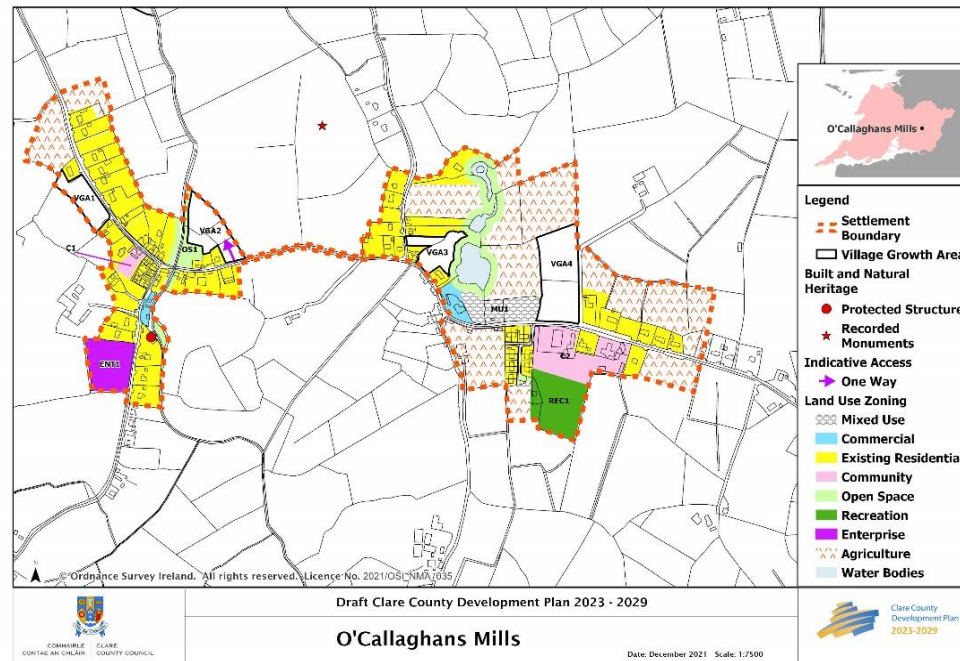 VGA1
C1
OS1
VGA2
ENT1
VGA3
VGA4
MU1
C2
REC1
O'Callaghans Mills
Legend
Settlement
Boundary
Village Growth Area
Built and Natural
Heritage
Protected Structure
Recorded
Monuments
Indicative Access
One Way
Land Use Zoning
Mixed Use
Commercial
Existing Residentia
Community
Open Space
Recreation
Enterprise
Agriculture
Water Bodies
N
© Ordnance Survey Ireland. All rights reserved. Licence No. 2021/OSi_NMA_035
Draft Clare County Development Plan 2023 - 2029
O'Callaghans Mills
Date: December 2021 Scale: 1:7500
COMHAIRLE CLARE
CONTAE AN CHLÁIR COUNTY COUNCIL
Clare County
Development Plan
2023-2029